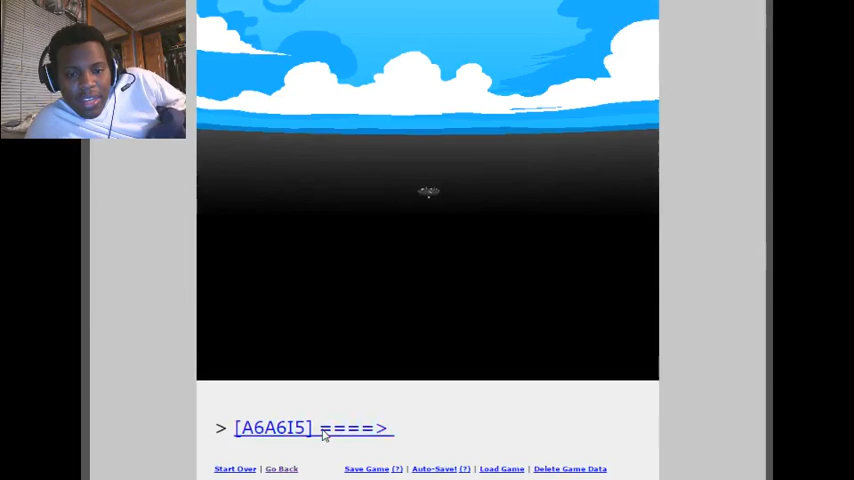 > [A6A6I5] ====>
Start Over | Go Back Save Game (?) | Auto-Save! (?) | Load Game | Delete Game Data